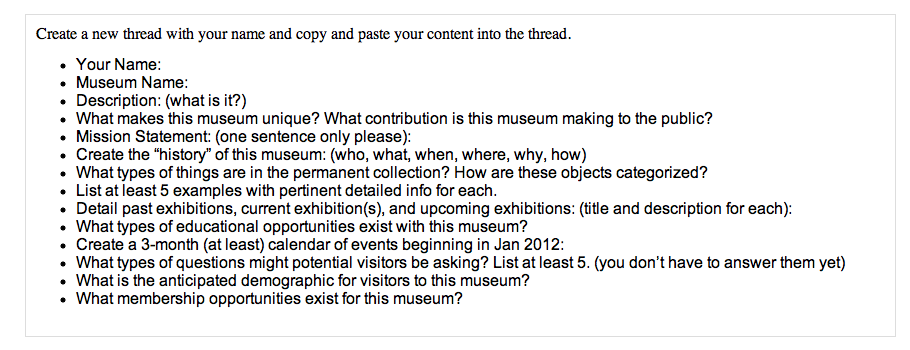 Create a new thread with your name and copy and paste your content into the thread.
• Your Name:
• Museum Name:
• Description: (what is it?)
• What makes this museum unique? What contribution is this museum making to the public?
• Mission Statement: (one sentence only please):
• Create the “history” of this museum: (who, what, when, where, why, how)
• What types of things are in the permanent collection? How are these objects categorized?
• List at least 5 examples with pertinent detailed info for each.
• Detail past exhibitions, current exhibition(s), and upcoming exhibitions: (title and description for each):
• What types of educational opportunities exist with this museum?
• Create a 3-month (at least) calendar of events beginning in Jan 2012:
• What types of questions might potential visitors be asking? List at least 5. (you don’t have to answer them yet)
• What is the anticipated demographic for visitors to this museum?
• What membership opportunities exist for this museum?